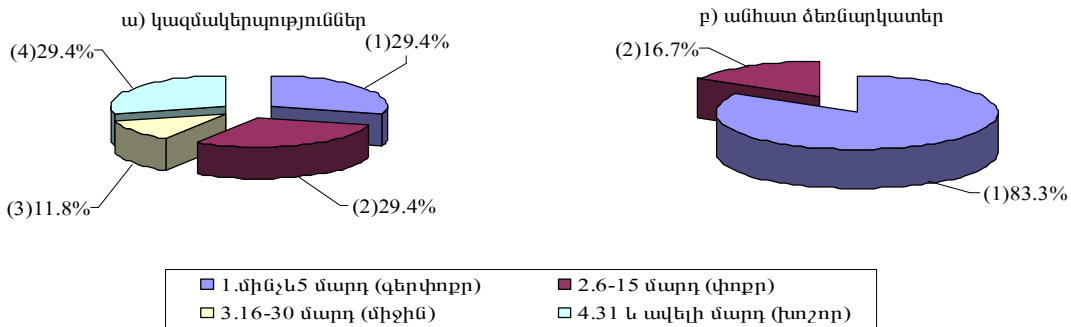 ա) կազմակերպություններ
(4)29.4%
(1)29.4%
(3)11.8%
(2)29.4%
բ) անհատ ձեռնարկատեր
(2)16.7%
(1)83.3%
1.մինչև5 մարդ (գերփոքր)
2.6-15 մարդ (փոքր)
3.16-30 մարդ (միջին)
4.31 և ավելի մարդ (խոշոր)